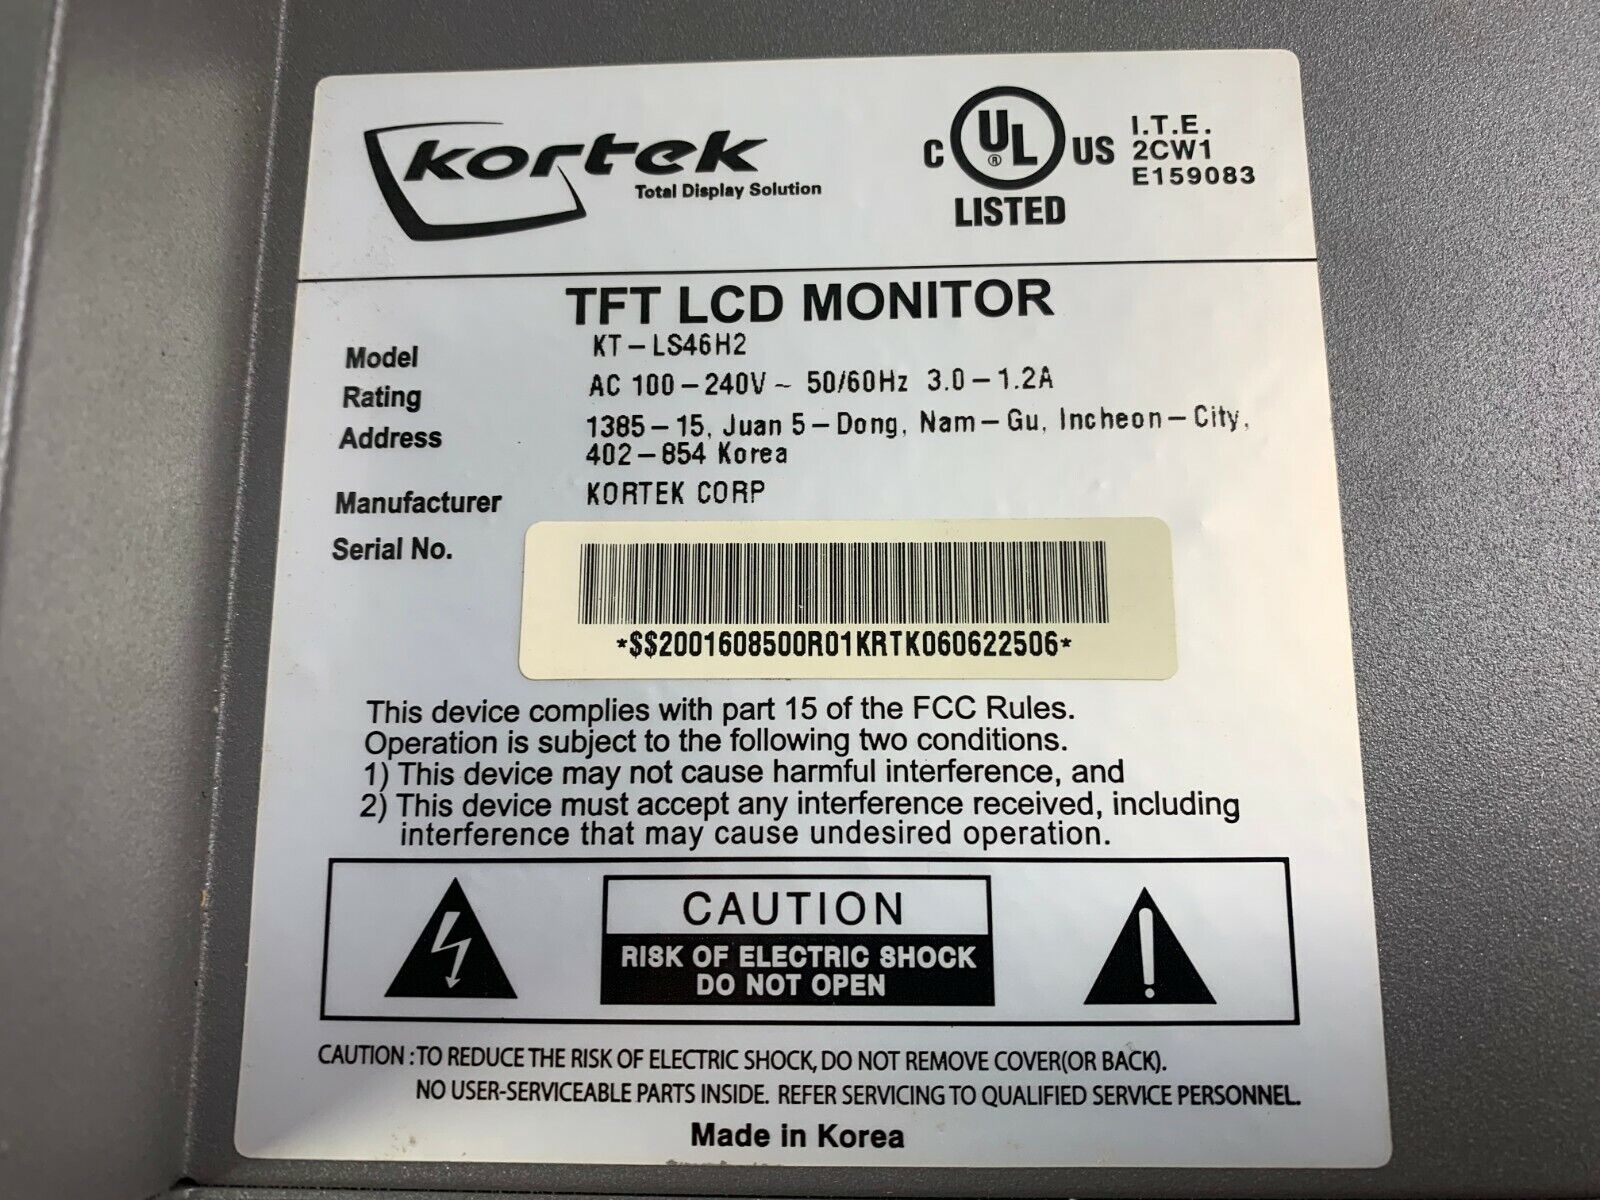 kortek
Total Display Solution
C UL ® US
LISTED
I.T.E.
2CW1
E159083
TFT LCD MONITOR
Model KT-LS46H2
Rating AC 100-240V~ 50/60Hz 3.0-1.2A
Address 1385-15, Juan 5-Dong, Nam-Gu, Incheon-City,
402-854 Korea
Manufacturer KORTEK CORP
Serial No.
*$$2001608500R01KRTK060622506*
This device complies with part 15 of the FCC Rules.
Operation is subject to the following two conditions.
1) This device may not cause harmful interference, and
2) This device must accept any interference received, including
interference that may cause undesired operation.
CAUTION
RISK OF ELECTRIC SHOCK
DO NOT OPEN
CAUTION : TO REDUCE THE RISK OF ELECTRIC SHOCK, DO NOT REMOVE COVER(OR BACK).
NO USER-SERVICEABLE PARTS INSIDE. REFER SERVICING TO QUALIFIED SERVICE PERSONNEL.
Made in Korea